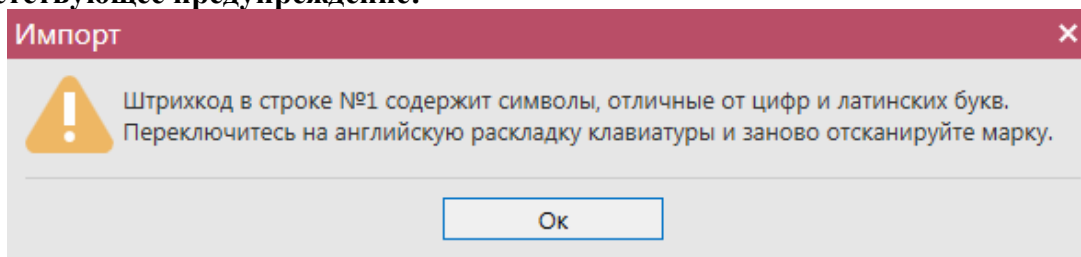 предупреждение:
Импорт
Штрихкод в строке №1 содержит символы, отличные от цифр и латинских букв.
Переключитесь на английскую раскладку клавиатуры и заново отсканируйте марку.
Ок